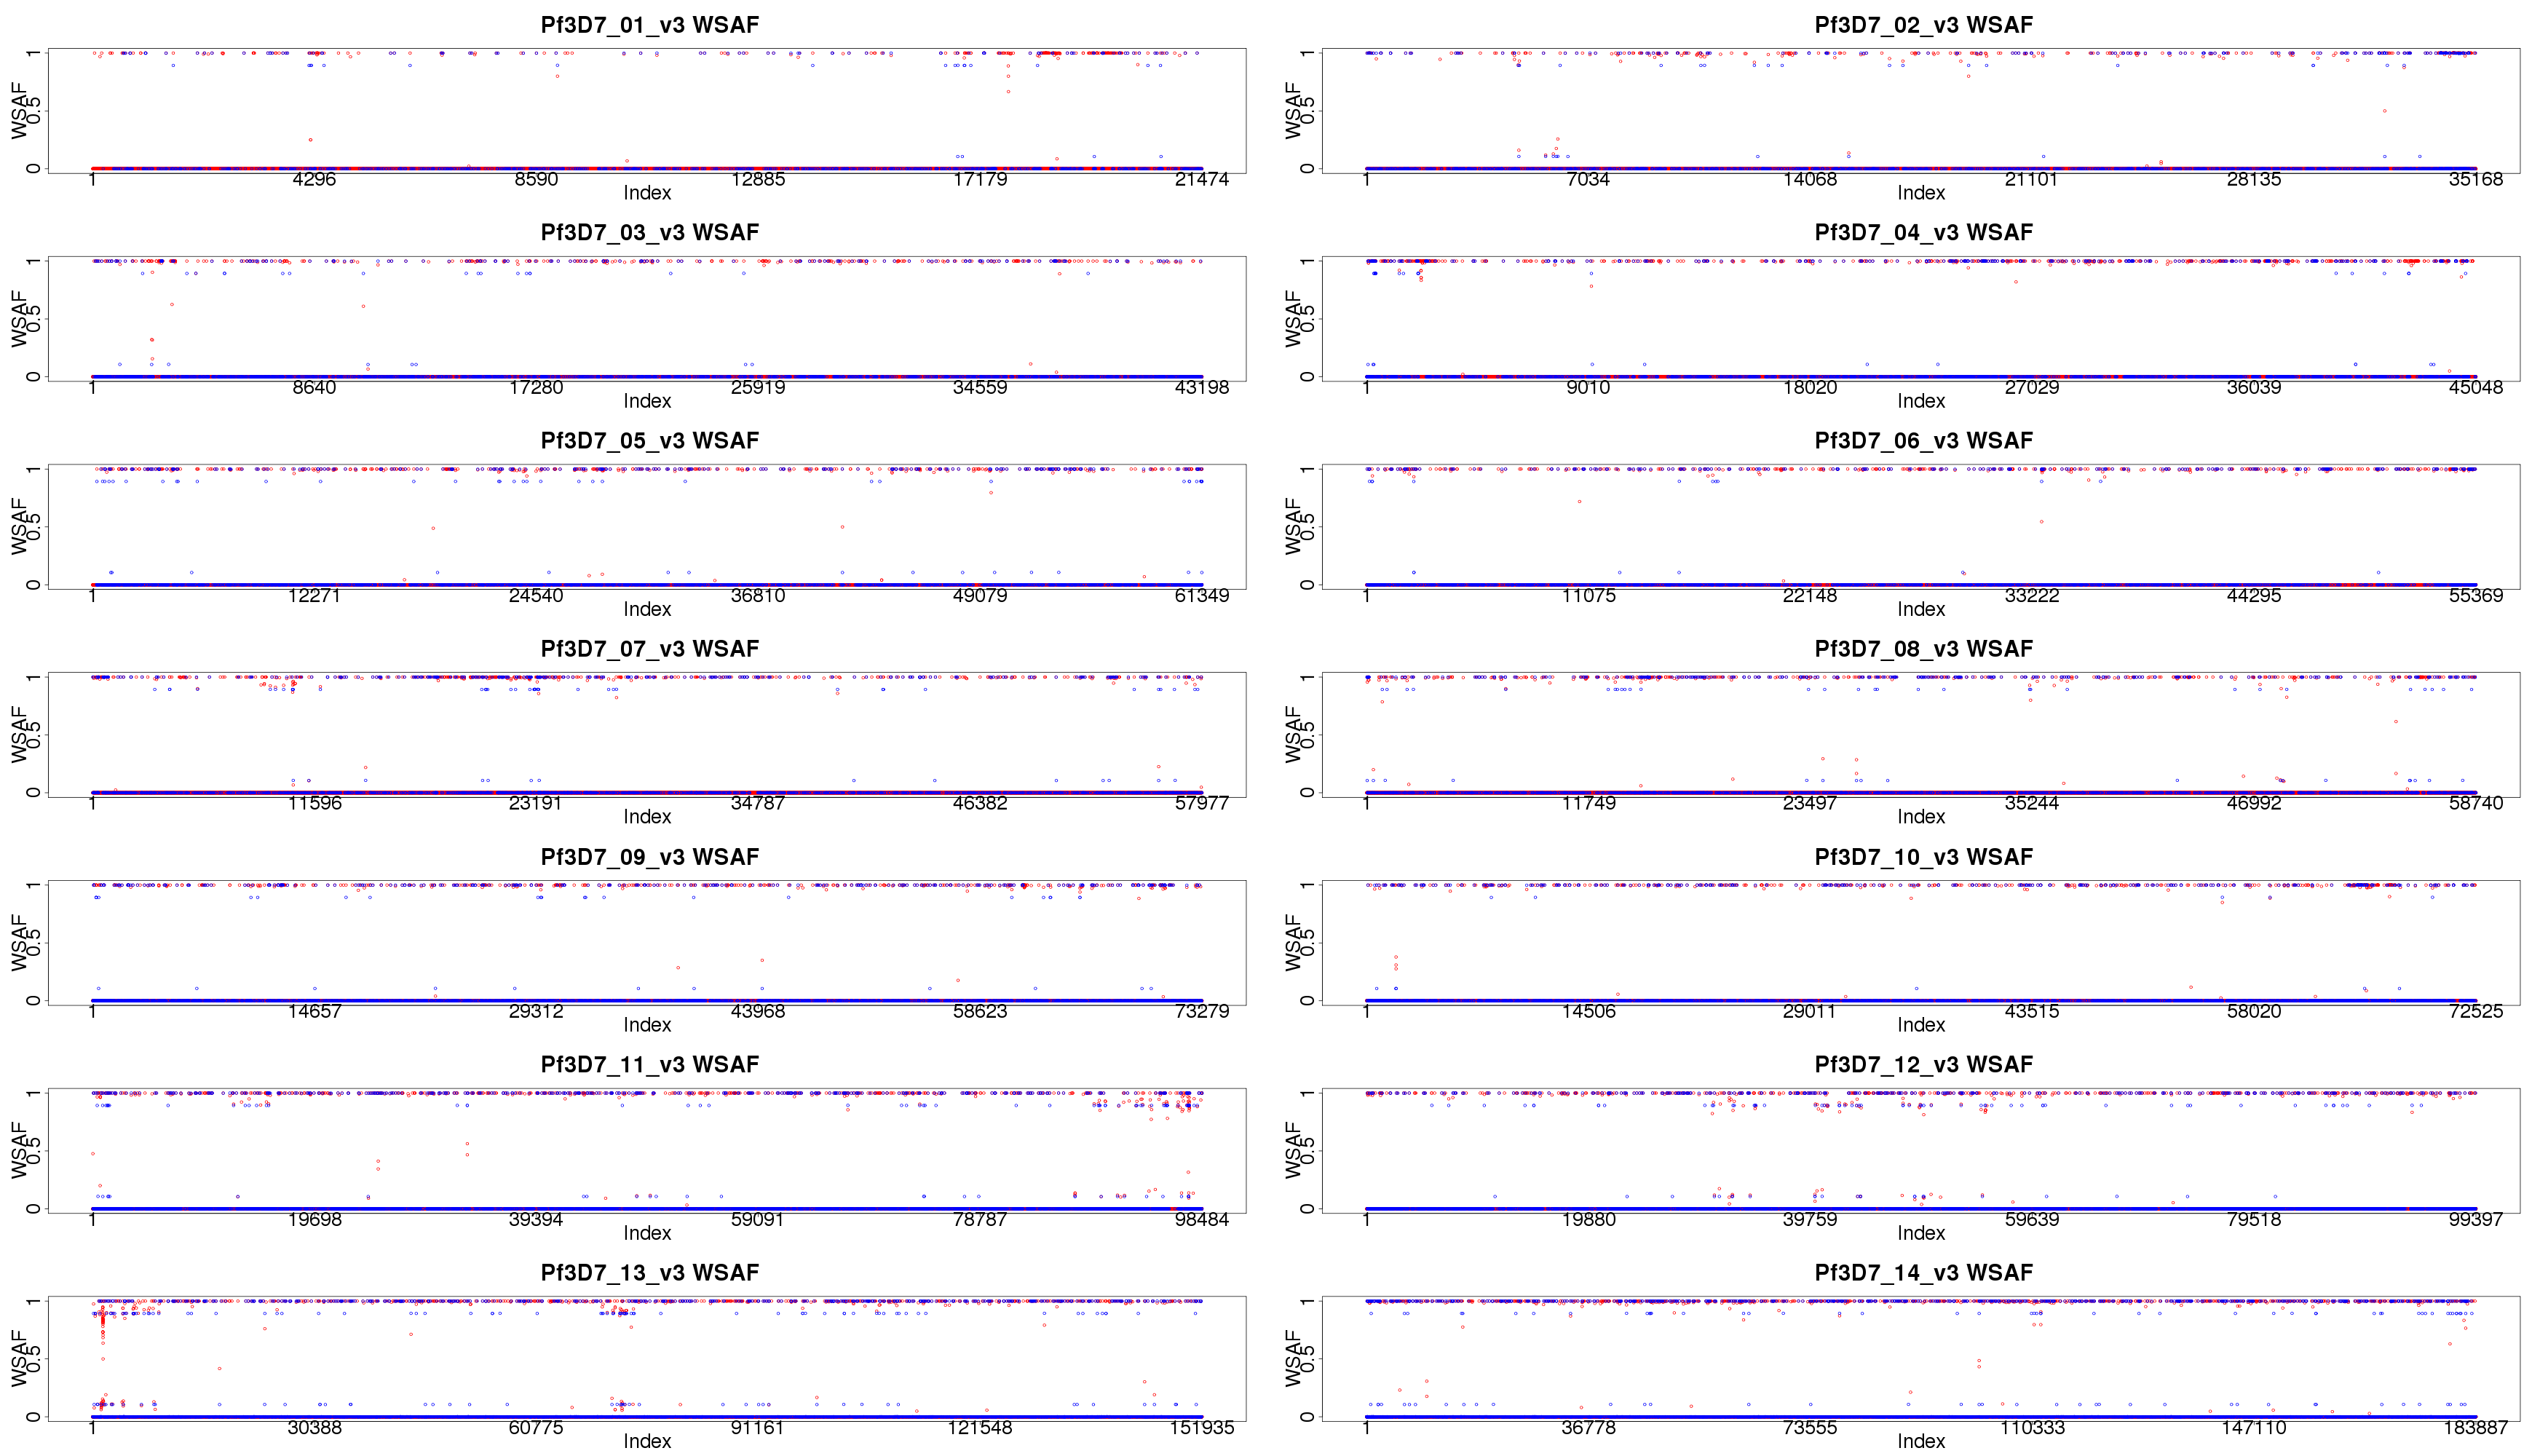 Pf3D7_01_v3 WSAF
WSAF
1
0.5
0
1 4296 8590 12885 17179 21474
Index
Pf3D7_02_v3 WSAF
WSAF
1
0.5
0
1 7034 14068 21101 28135 35168
Index
Pf3D7_03_v3 WSAF
WSAF
1
0.5
0
1 8640 17280 25919 34559 43198
Index
Pf3D7_04_v3 WSAF
WSAF
1
0.5
0
1 9010 18020 27029 36039 45048
Index
Pf3D7_05_v3 WSAF
WSAF
1
0.5
0
1 12271 24540 36810 49079 61349
Index
Pf3D7_06_v3 WSAF
WSAF
1
0.5
0
1 11075 22148 33222 44295 55369
Index
Pf3D7_07_v3 WSAF
WSAF
1
0.5
0
1 11596 23191 34787 46382 57977
Index
Pf3D7_08_v3 WSAF
WSAF
1
0.5
0
1 11749 23497 35244 46992 58740
Index
Pf3D7_09_v3 WSAF
WSAF
1
0.5
0
1 14657 29312 43968 58623 73279
Index
Pf3D7_10_v3 WSAF
WSAF
1
0.5
0
1 14506 29011 43515 58020 72525
Index
Pf3D7_11_v3 WSAF
WSAF
1
0.5
0
1 19698 39394 59091 78787 98484
Index
Pf3D7_12_v3 WSAF
WSAF
1
0.5
0
1 19880 39759 59639 79518 99397
Index
Pf3D7_13_v3 WSAF
WSAF
1
0.5
0
1 30388 60775 91161 121548 151935
Index
Pf3D7_14_v3 WSAF
WSAF
1
0.5
0
1 36778 73555 110333 147110 183887
Index